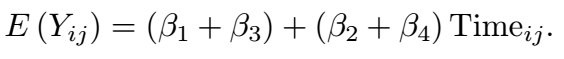 E (Y_{ij}) = (β_1 + β_3) + (β_2 + β_4) Time_{ij}.